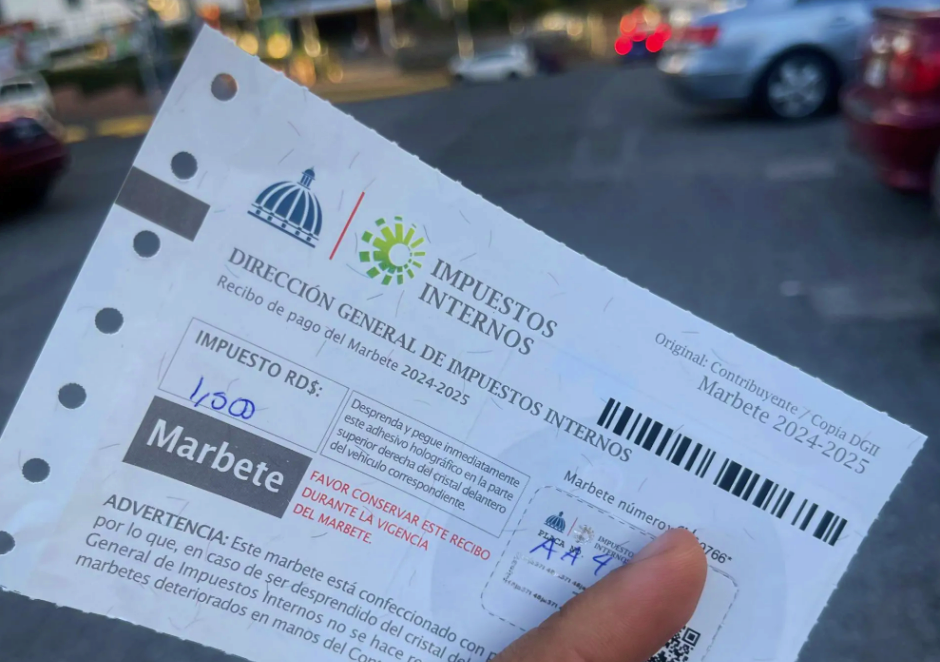 IMPUESTOS
INTERNOS
DIRECCIÓN GENERAL DE IMPUESTOS INTERNOS
Recibo de pago del Marbete 2024-2025
Original: Contribuyente / Copia DGII
Marbete 2024-2025
IMPUESTO RD$:
1,500
Desprenda y pegue inmediatamente
este adhesivo holográfico en la parte
superior derecha del cristal delantero
del vehículo correspondiente.
Marbete
FAVOR CONSERVAR ESTE RECIBO
DURANTE LA VIGENCIA
DEL MARBETE.
Marbete número
0766*
PLACA
AA4
ADVERTENCIA: Este marbete está confeccionado con
por lo que, en caso de ser desprendido del cristal de
General de Impuestos Internos no se hace
marbetes deteriorados en manos del